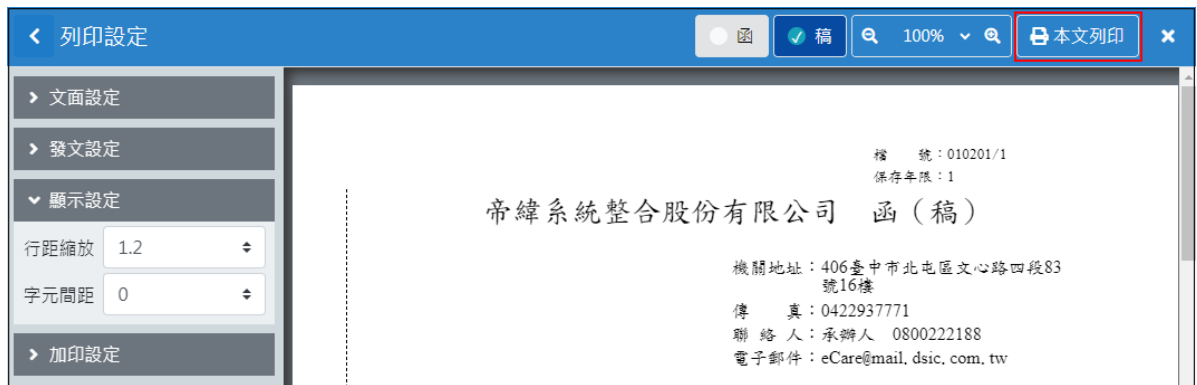 列印設定
函
稿
100%
本文列印
文面設定
發文設定
顯示設定
行距縮放 1.2
字元間距 0
加印設定
檔 號：010201/1
保存年限：1
帝緯系統整合股份有限公司 函（稿）
機關地址：406臺中市北屯區文心路四段83
號16樓
傳 真：0422937771
聯 絡 人：承辦人 0800222188
電子郵件：eCare@mail.dsic.com.tw